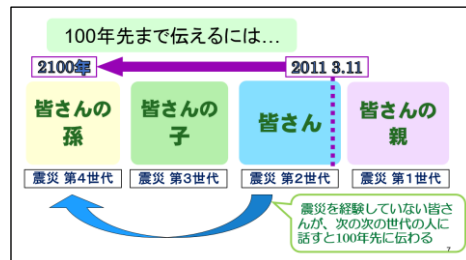 100年先まで伝えるには…
2100年
2011 3.11
皆さんの
孫
皆さんの
子
皆さん
皆さんの
親
震災 第4世代
震災 第3世代
震災 第2世代
震災 第1世代
震災を経験していない皆さ
んが、次の次の世代の人に
話すと100年先に伝わる
7